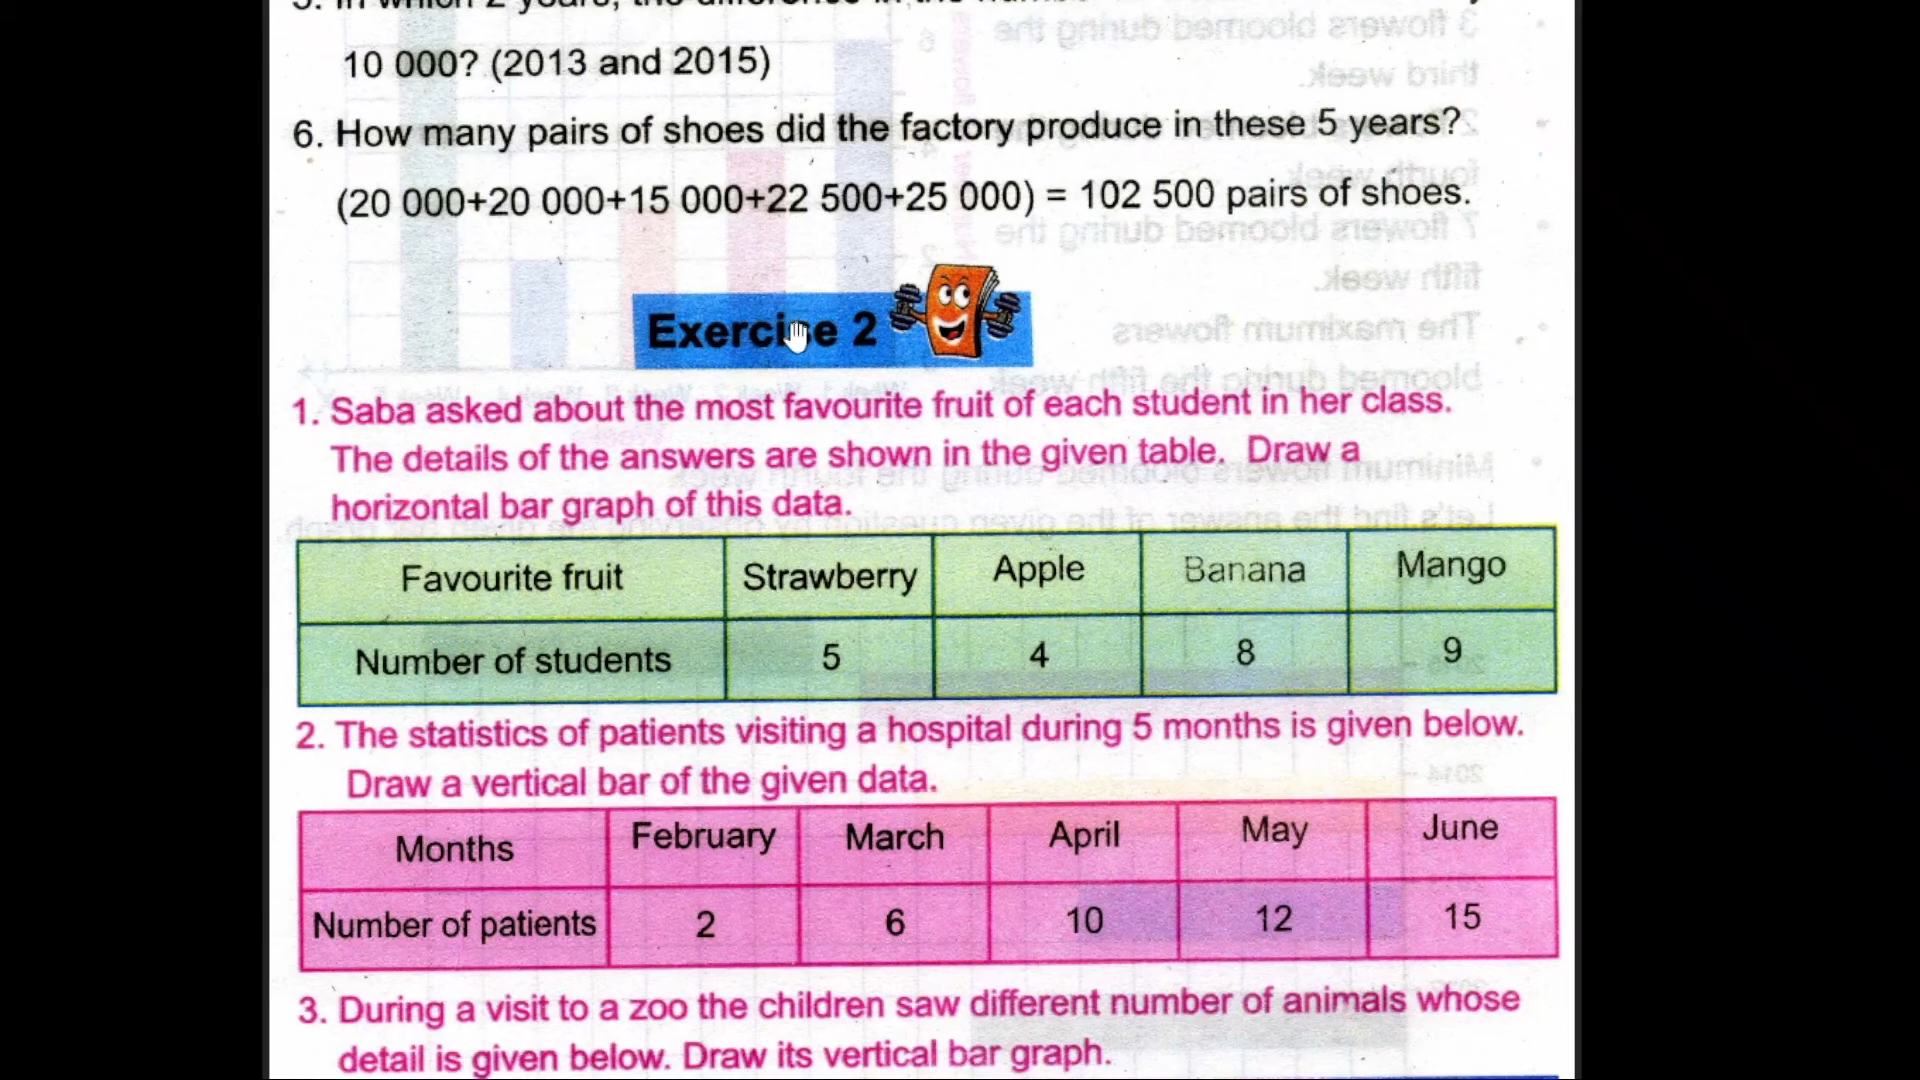 10 000? (2013 and 2015)
6. How many pairs of shoes did the factory produce in these 5 years?
(20 000+20 000+15 000+22 500+25 000) = 102 500 pairs of shoes.
Exercise 2
1. Saba asked about the most favourite fruit of each student in her class.
The details of the answers are shown in the given table. Draw a
horizontal bar graph of this data.
Favourite fruit Strawberry Apple Banana Mango
Number of students 5 4 8 9
2. The statistics of patients visiting a hospital during 5 months is given below.
Draw a vertical bar of the given data.
Months February March April May June
Number of patients 2 6 10 12 15
3. During a visit to a zoo the children saw different number of animals whose
detail is given below. Draw its vertical bar graph.